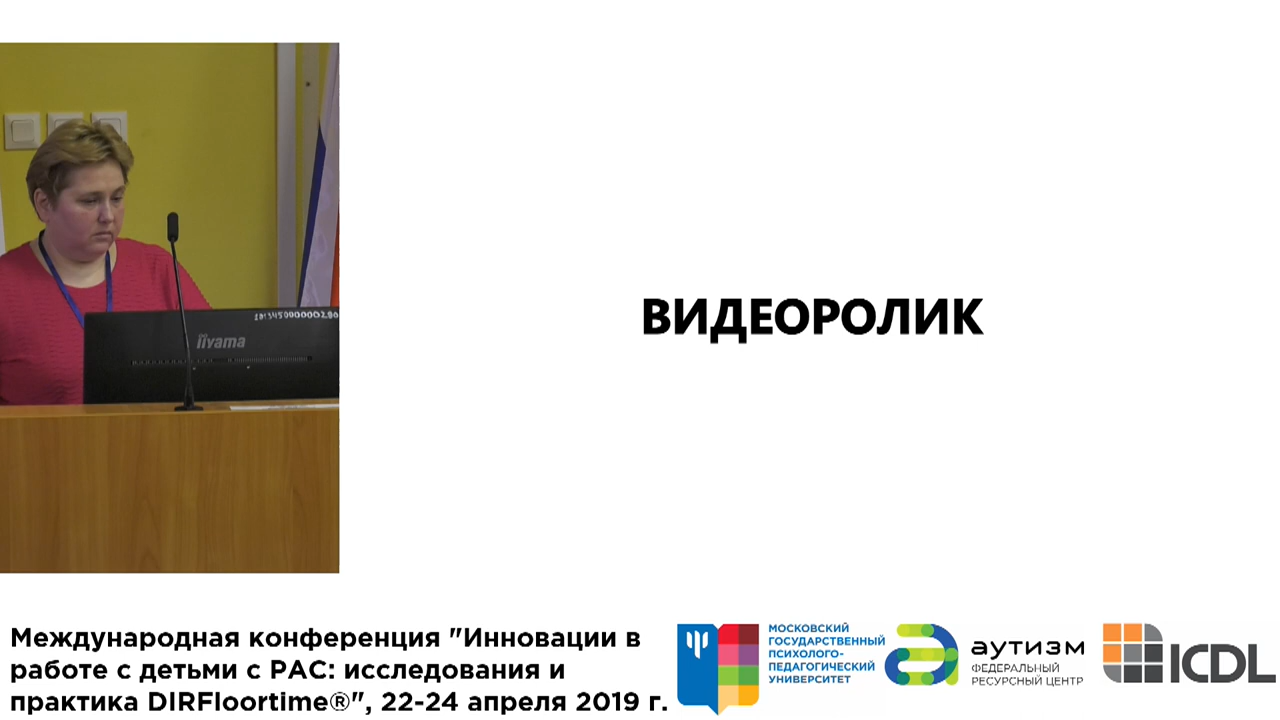 ВИДЕОРОЛИК
iiyama
Международная конференция "Инновации в
работе с детьми с РАС: исследования и
практика DIRFloortime®", 22-24 апреля 2019 г.
МОСКОВСКИЙ
ГОСУДАРСТВЕННЫЙ
ПСИХОЛОГО-
ПЕДАГОГИЧЕСКИЙ
УНИВЕРСИТЕТ
аутизм
ФЕДЕРАЛЬНЫЙ
РЕСУРСНЫЙ ЦЕНТР
ICDL